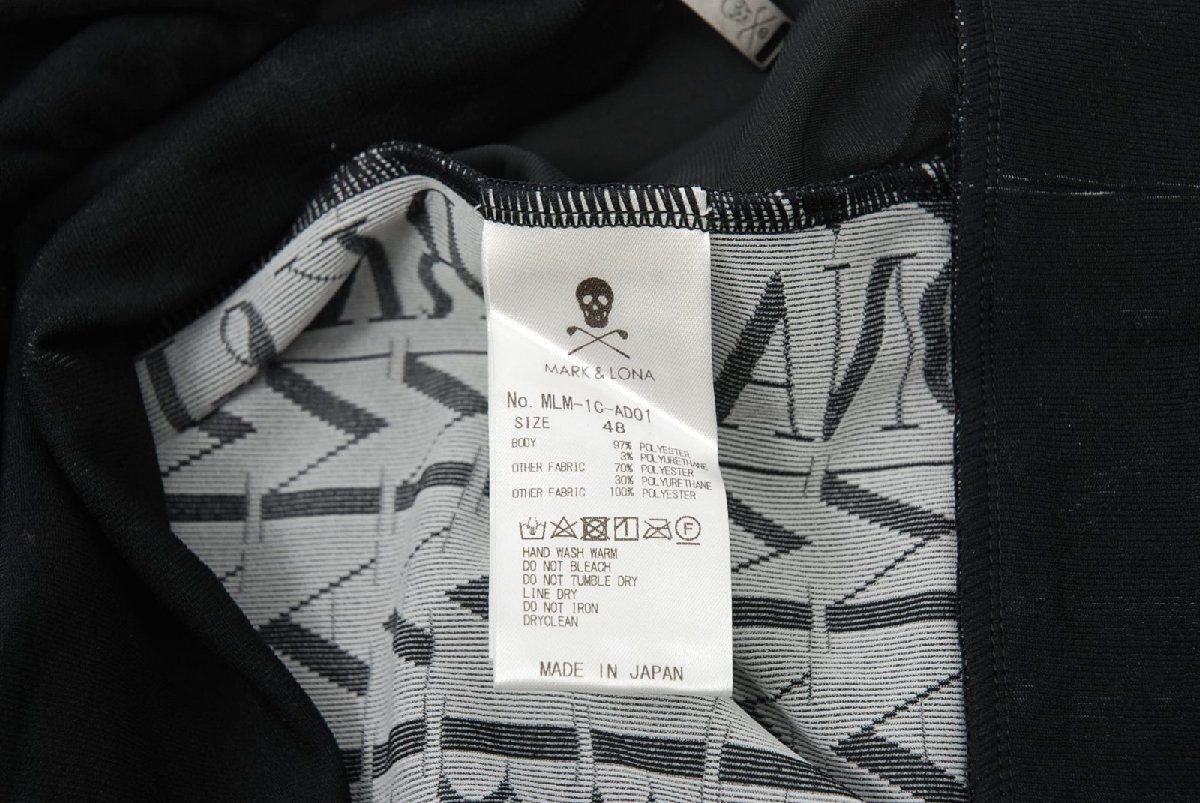 MARK & LONA
No. MLM-1C-AD01
SIZE 48
BODY 97% POLYESTER
3% POLYURETHANE
OTHER FABRIC 70% POLYESTER
30% POLYURETHANE
OTHER FABRIC 100% POLYESTER
F
HAND WASH WARM
DO NOT BLEACH
DO NOT TUMBLE DRY
LINE DRY
DO NOT IRON
DRYCLEAN
MADE IN JAPAN